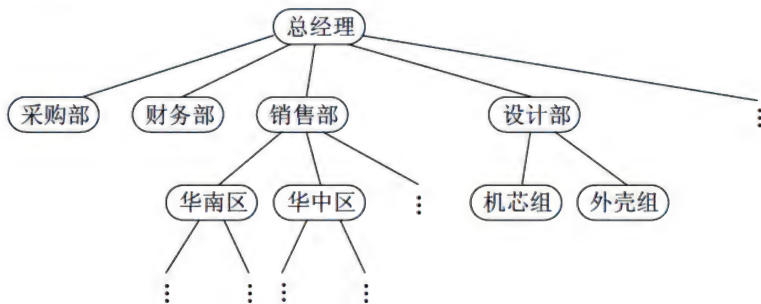 总经理
采购部 财务部 销售部 设计部 ⋮
华南区 华中区 ⋮ 机芯组 外壳组
⋮ ⋮ ⋮ ⋮